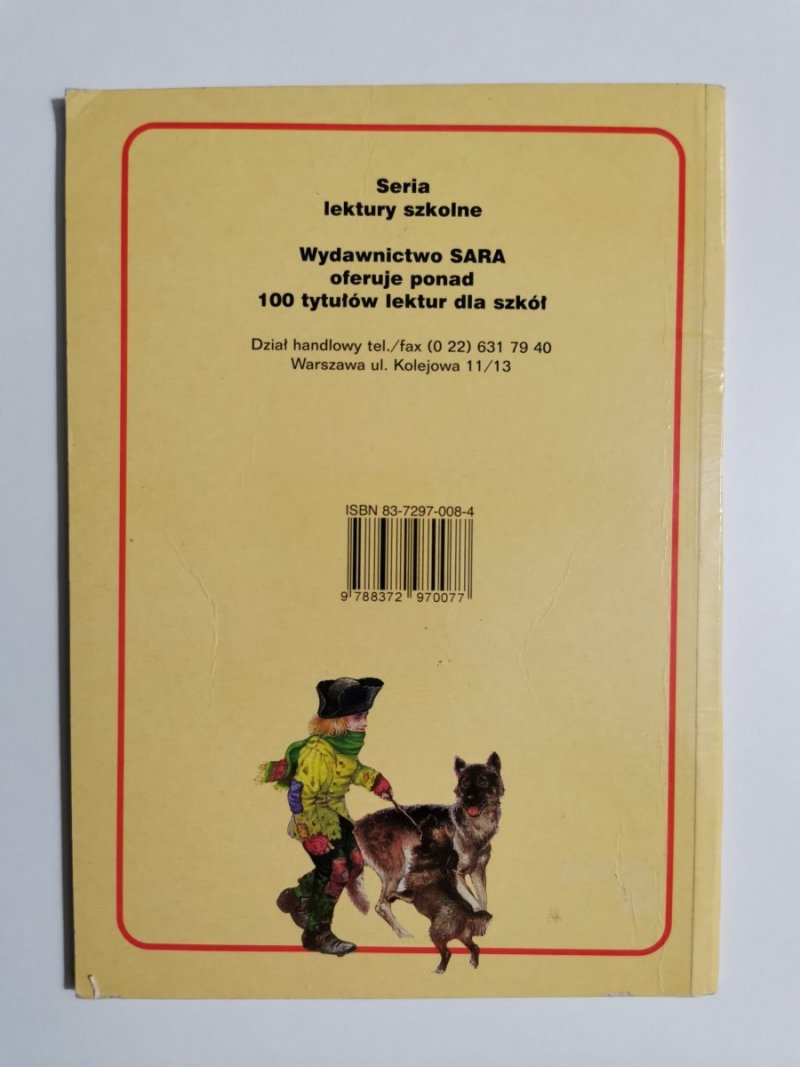 Seria
lektury szkolne
Wydawnictwo SARA
oferuje ponad
100 tytułów lektur dla szkół
Dział handlowy tel./fax (0 22) 631 79 40
Warszawa ul. Kolejowa 11/13
ISBN 83-7297-008-4
9 788372 970077